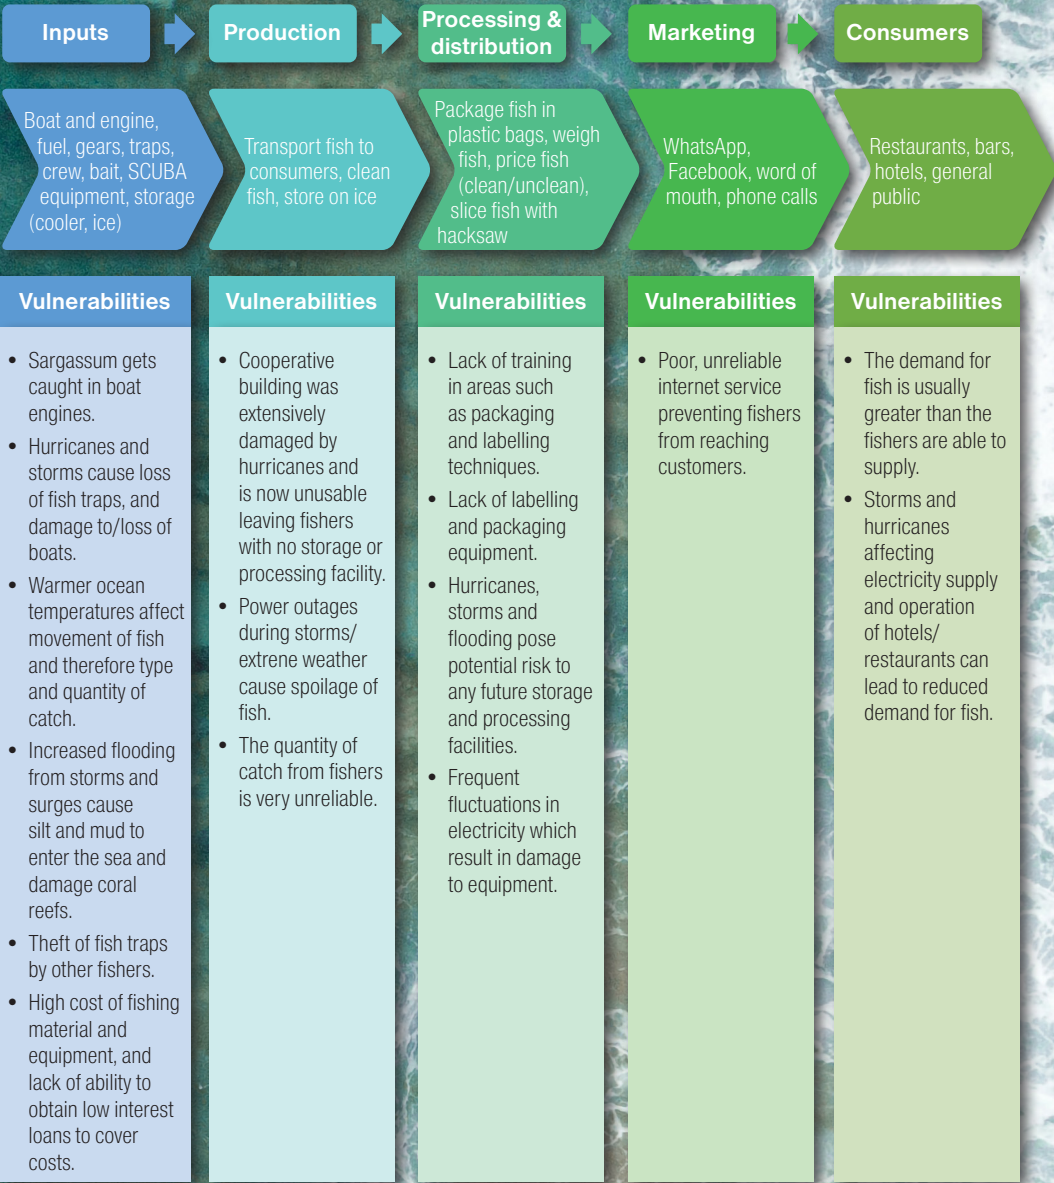 Inputs
Production
Processing &
distribution
Marketing
Consumers
Boat and engine,
fuel, gears, traps,
crew, bait, SCUBA
equipment, storage
(cooler, ice)
Transport fish to
consumers, clean
fish, store on ice
Package fish in
plastic bags, weigh
fish, price fish
(clean/unclean),
slice fish with
hacksaw
WhatsApp,
Facebook, word of
mouth, phone calls
Restaurants, bars,
hotels, general
public
Vulnerabilities
• Sargassum gets
caught in boat
engines.
• Hurricanes and
storms cause loss
of fish traps, and
damage to/loss of
boats.
• Warmer ocean
temperatures affect
movement of fish
and therefore type
and quantity of
catch.
• Increased flooding
from storms and
surges cause
silt and mud to
enter the sea and
damage coral
reefs.
• Theft of fish traps
by other fishers.
• High cost of fishing
material and
equipment, and
lack of ability to
obtain low interest
loans to cover
costs.
Vulnerabilities
• Cooperative
building was
extensively
damaged by
hurricanes and
is now unusable
leaving fishers
with no storage or
processing facility.
• Power outages
during storms/
extrene weather
cause spoilage of
fish.
• The quantity of
catch from fishers
is very unreliable.
Vulnerabilities
• Lack of training
in areas such
as packaging
and labelling
techniques.
• Lack of labelling
and packaging
equipment.
• Hurricanes,
storms and
flooding pose
potential risk to
any future storage
and processing
facilities.
• Frequent
fluctuations in
electricity which
result in damage
to equipment.
Vulnerabilities
• Poor, unreliable
internet service
preventing fishers
from reaching
customers.
Vulnerabilities
• The demand for
fish is usually
greater than the
fishers are able to
supply.
• Storms and
hurricanes
affecting
electricity supply
and operation
of hotels/
restaurants can
lead to reduced
demand for fish.